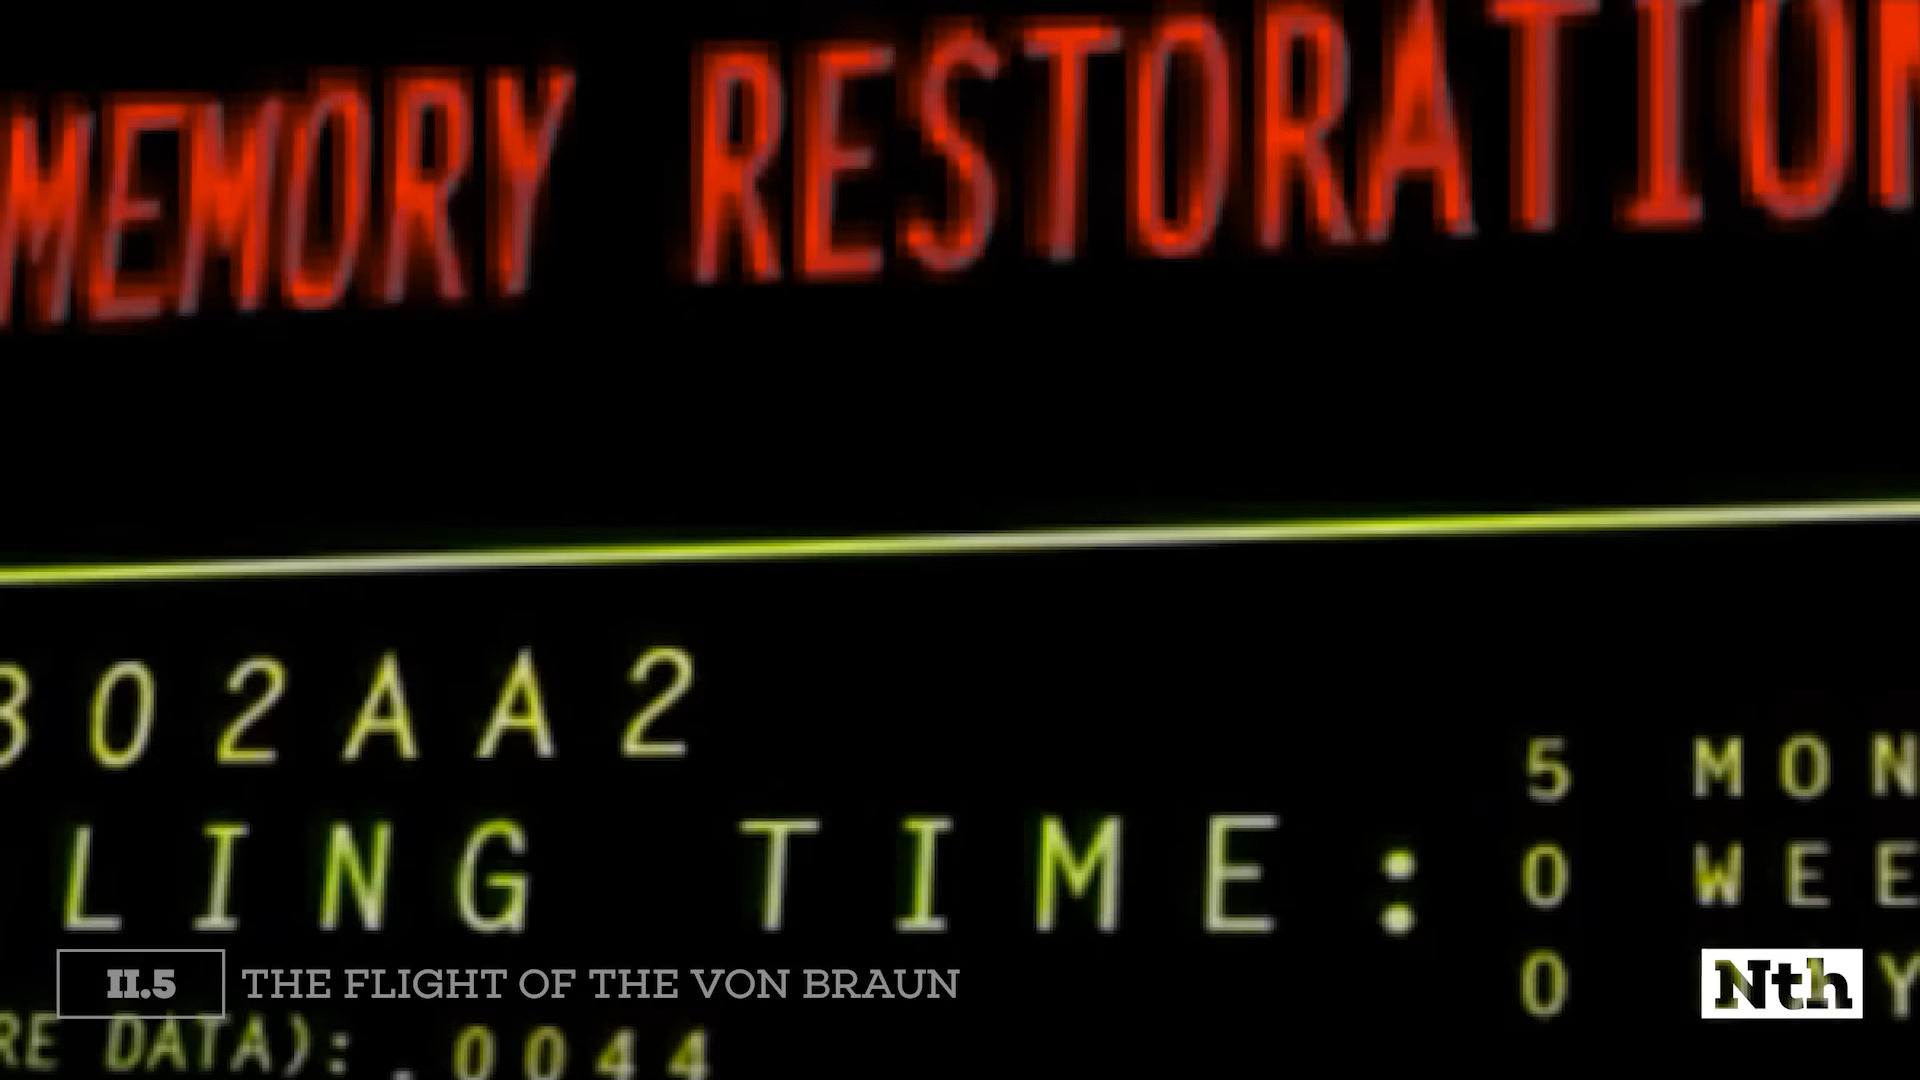 MEMORY RESTORATION
302AA2
LING TIME:
5 MON
0 WEE
0 Y
II.5 THE FLIGHT OF THE VON BRAUN
Nth
RE DATA): .0044